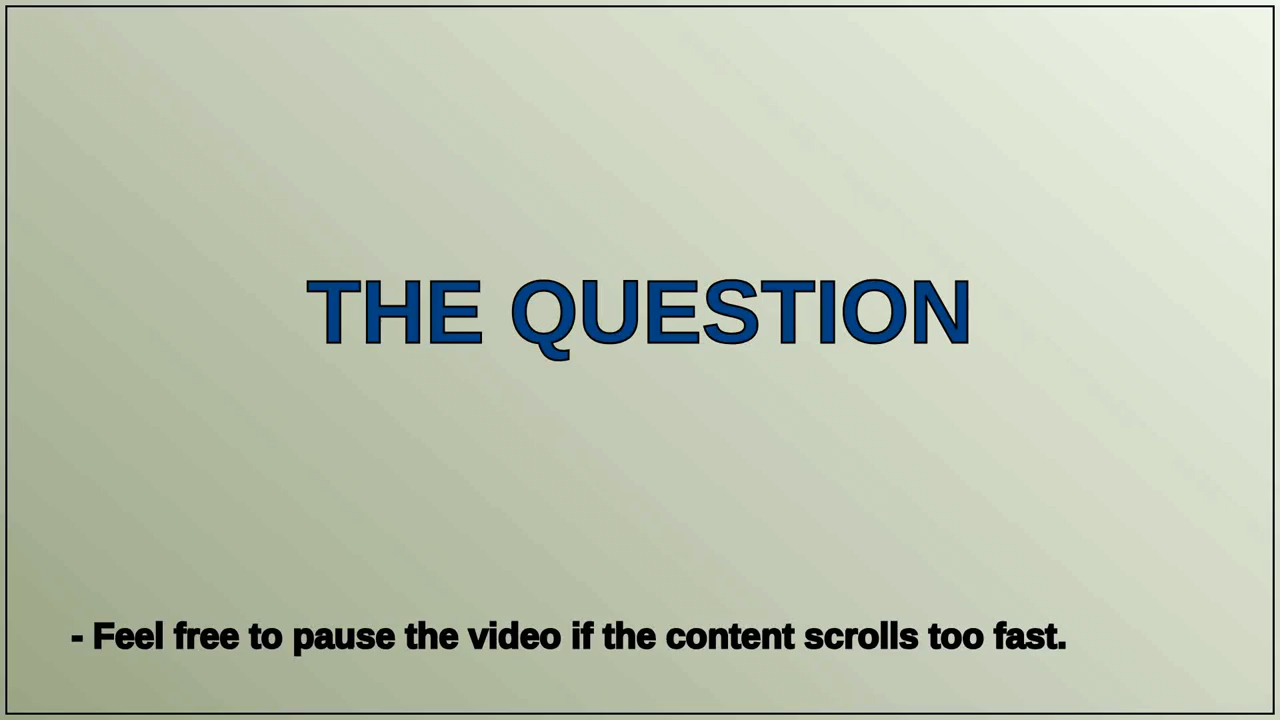 THE QUESTION
- Feel free to pause the video if the content scrolls too fast.